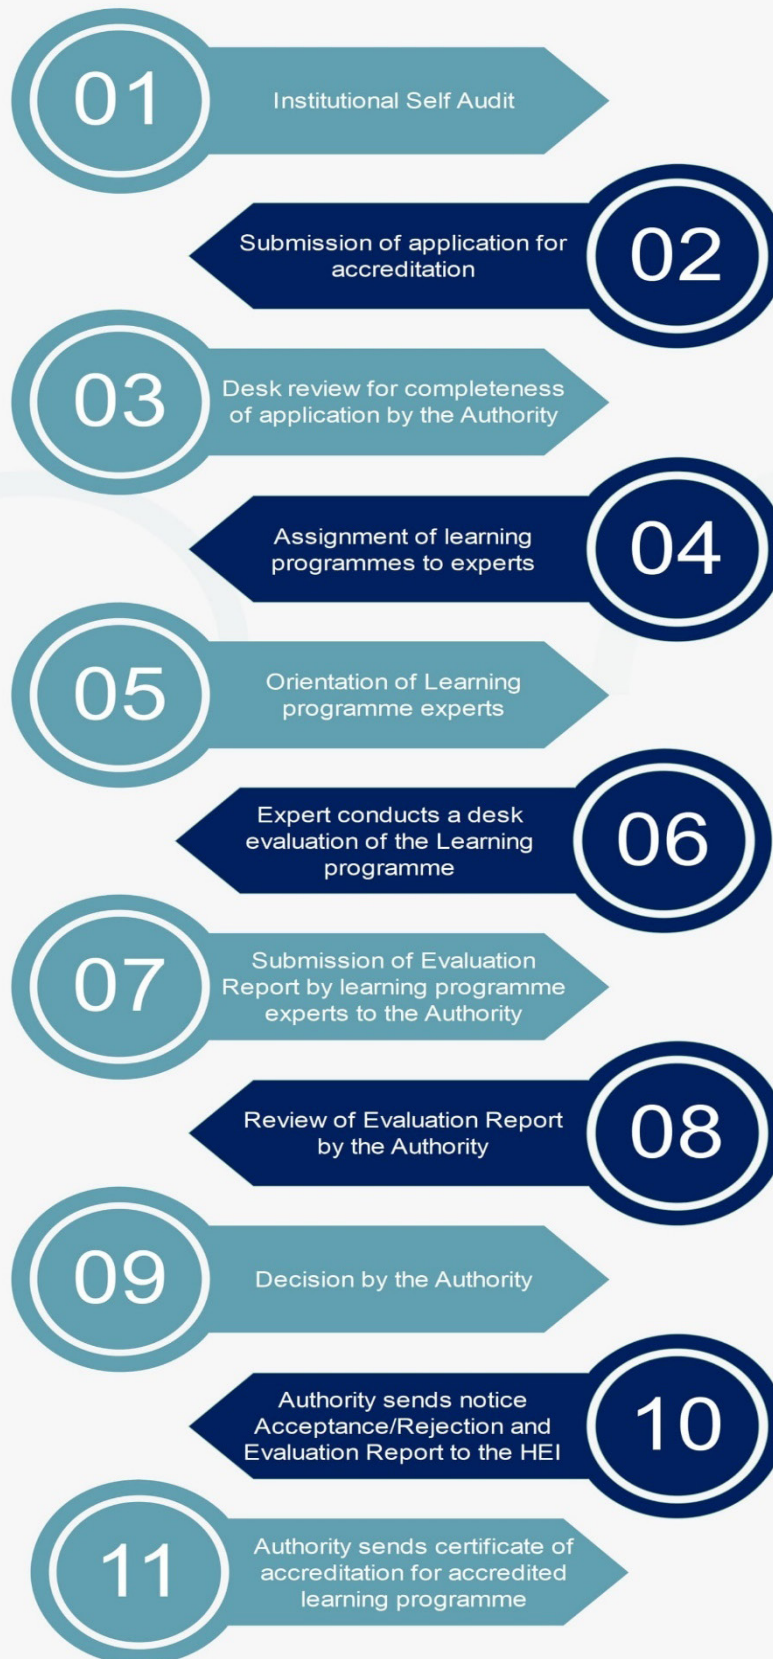 01
Institutional Self Audit
Submission of application for
accreditation
02
03
Desk review for completeness
of application by the Authority
Assignment of learning
programmes to experts
04
05
Orientation of Learning
programme experts
Expert conducts a desk
evaluation of the Learning
programme
06
07
Submission of Evaluation
Report by learning programme
experts to the Authority
Review of Evaluation Report
by the Authority
08
09
Decision by the Authority
Authority sends notice
Acceptance/Rejection and
Evaluation Report to the HEI
10
11
Authority sends certificate of
accreditation for accredited
learning programme